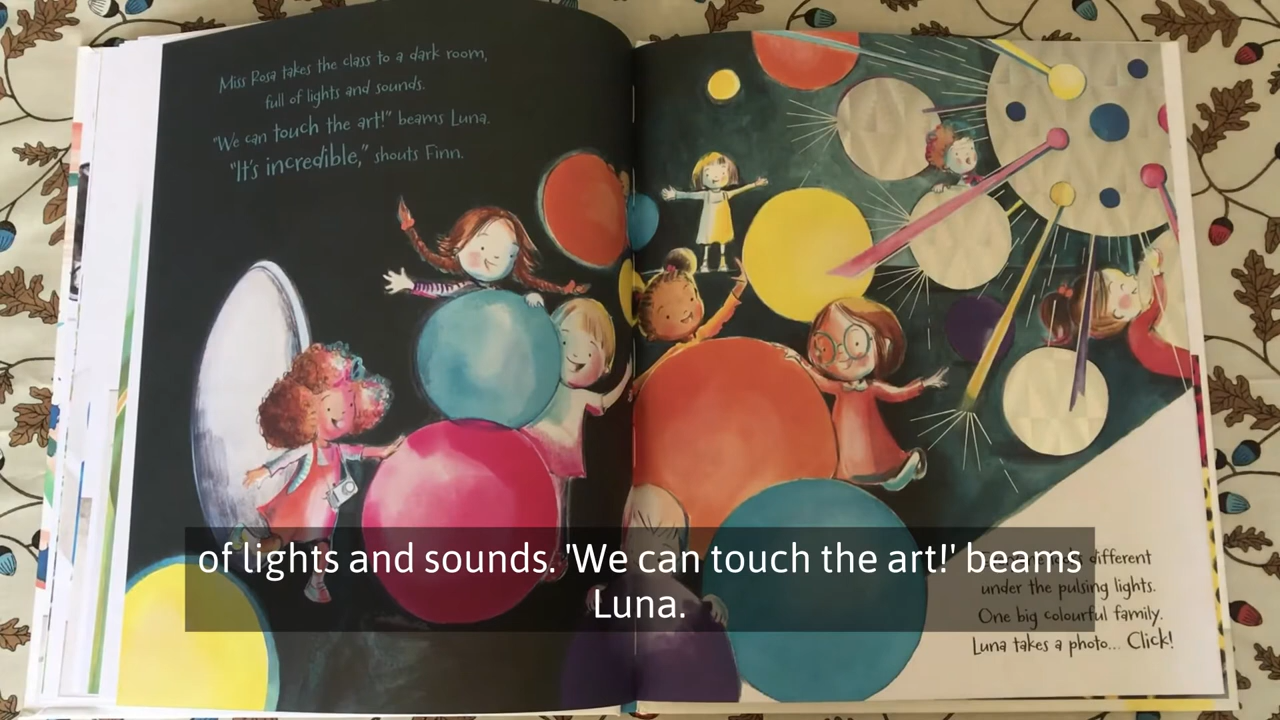 Miss Rosa takes the class to a dark room,
full of lights and sounds.
"We can touch the art!" beams Luna.
"It's incredible," shouts Finn.
different
under the pulsing lights.
One big colourful family.
Luna takes a photo... Click!
of lights and sounds. 'We can touch the art!' beams
Luna.